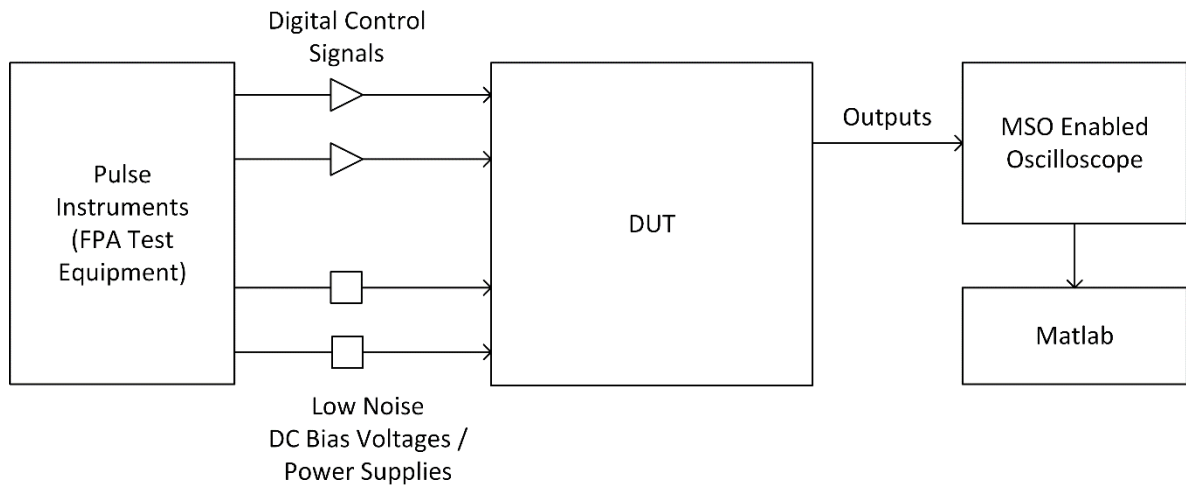 Digital Control
Signals
Pulse
Instruments
(FPA Test
Equipment)
DUT
Outputs
MSO Enabled
Oscilloscope
Matlab
Low Noise
DC Bias Voltages /
Power Supplies